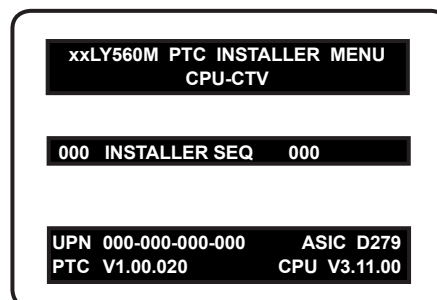 xxLY560M PTC INSTALLER MENU
CPU-CTV
000 INSTALLER SEQ 000
UPN 000-000-000-000 ASIC D279
PTC V1.00.020 CPU V3.11.00